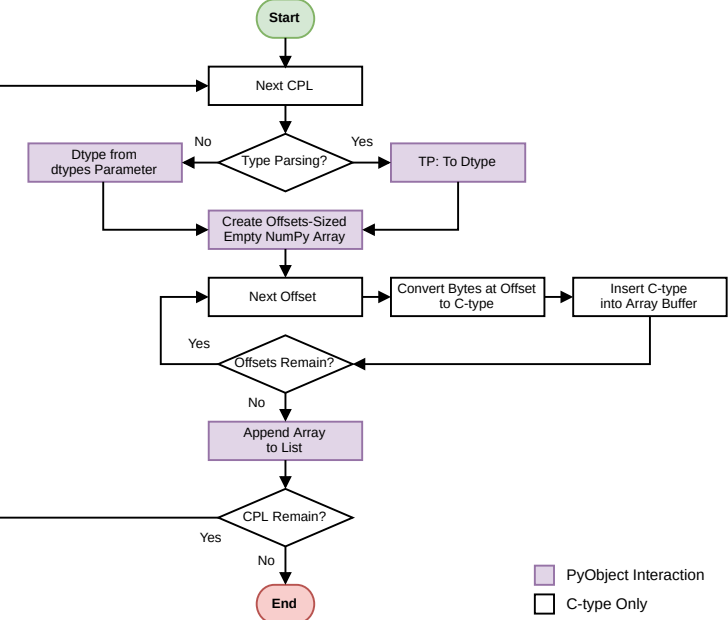 Start
Next CPL
No
Yes
Dtype from
dtypes Parameter
Type Parsing?
TP: To Dtype
Create Offsets-Sized
Empty NumPy Array
Next Offset
Convert Bytes at Offset
to C-type
Insert C-type
into Array Buffer
Yes
Offsets Remain?
No
Append Array
to List
CPL Remain?
Yes
No
End
PyObject Interaction
C-type Only